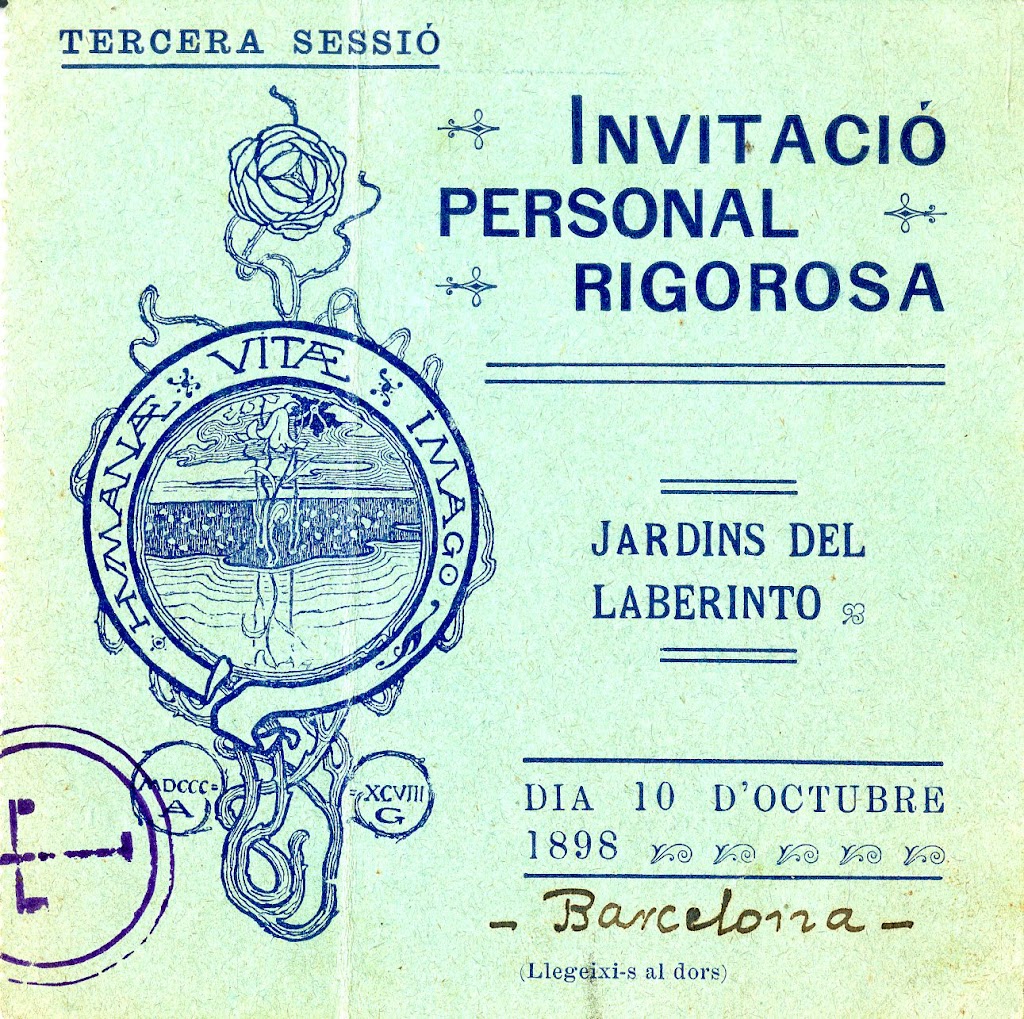 TERCERA SESSIÓ
INVITACIÓ
PERSONAL
RIGOROSA
HVMANÆ VITÆ IMAGO
JARDINS DEL
LABERINTO
MDCCC=
A
=XCVIII
G
DIA 10 D'OCTUBRE
1898
- Barcelona -
(Llegeixi-s al dors)